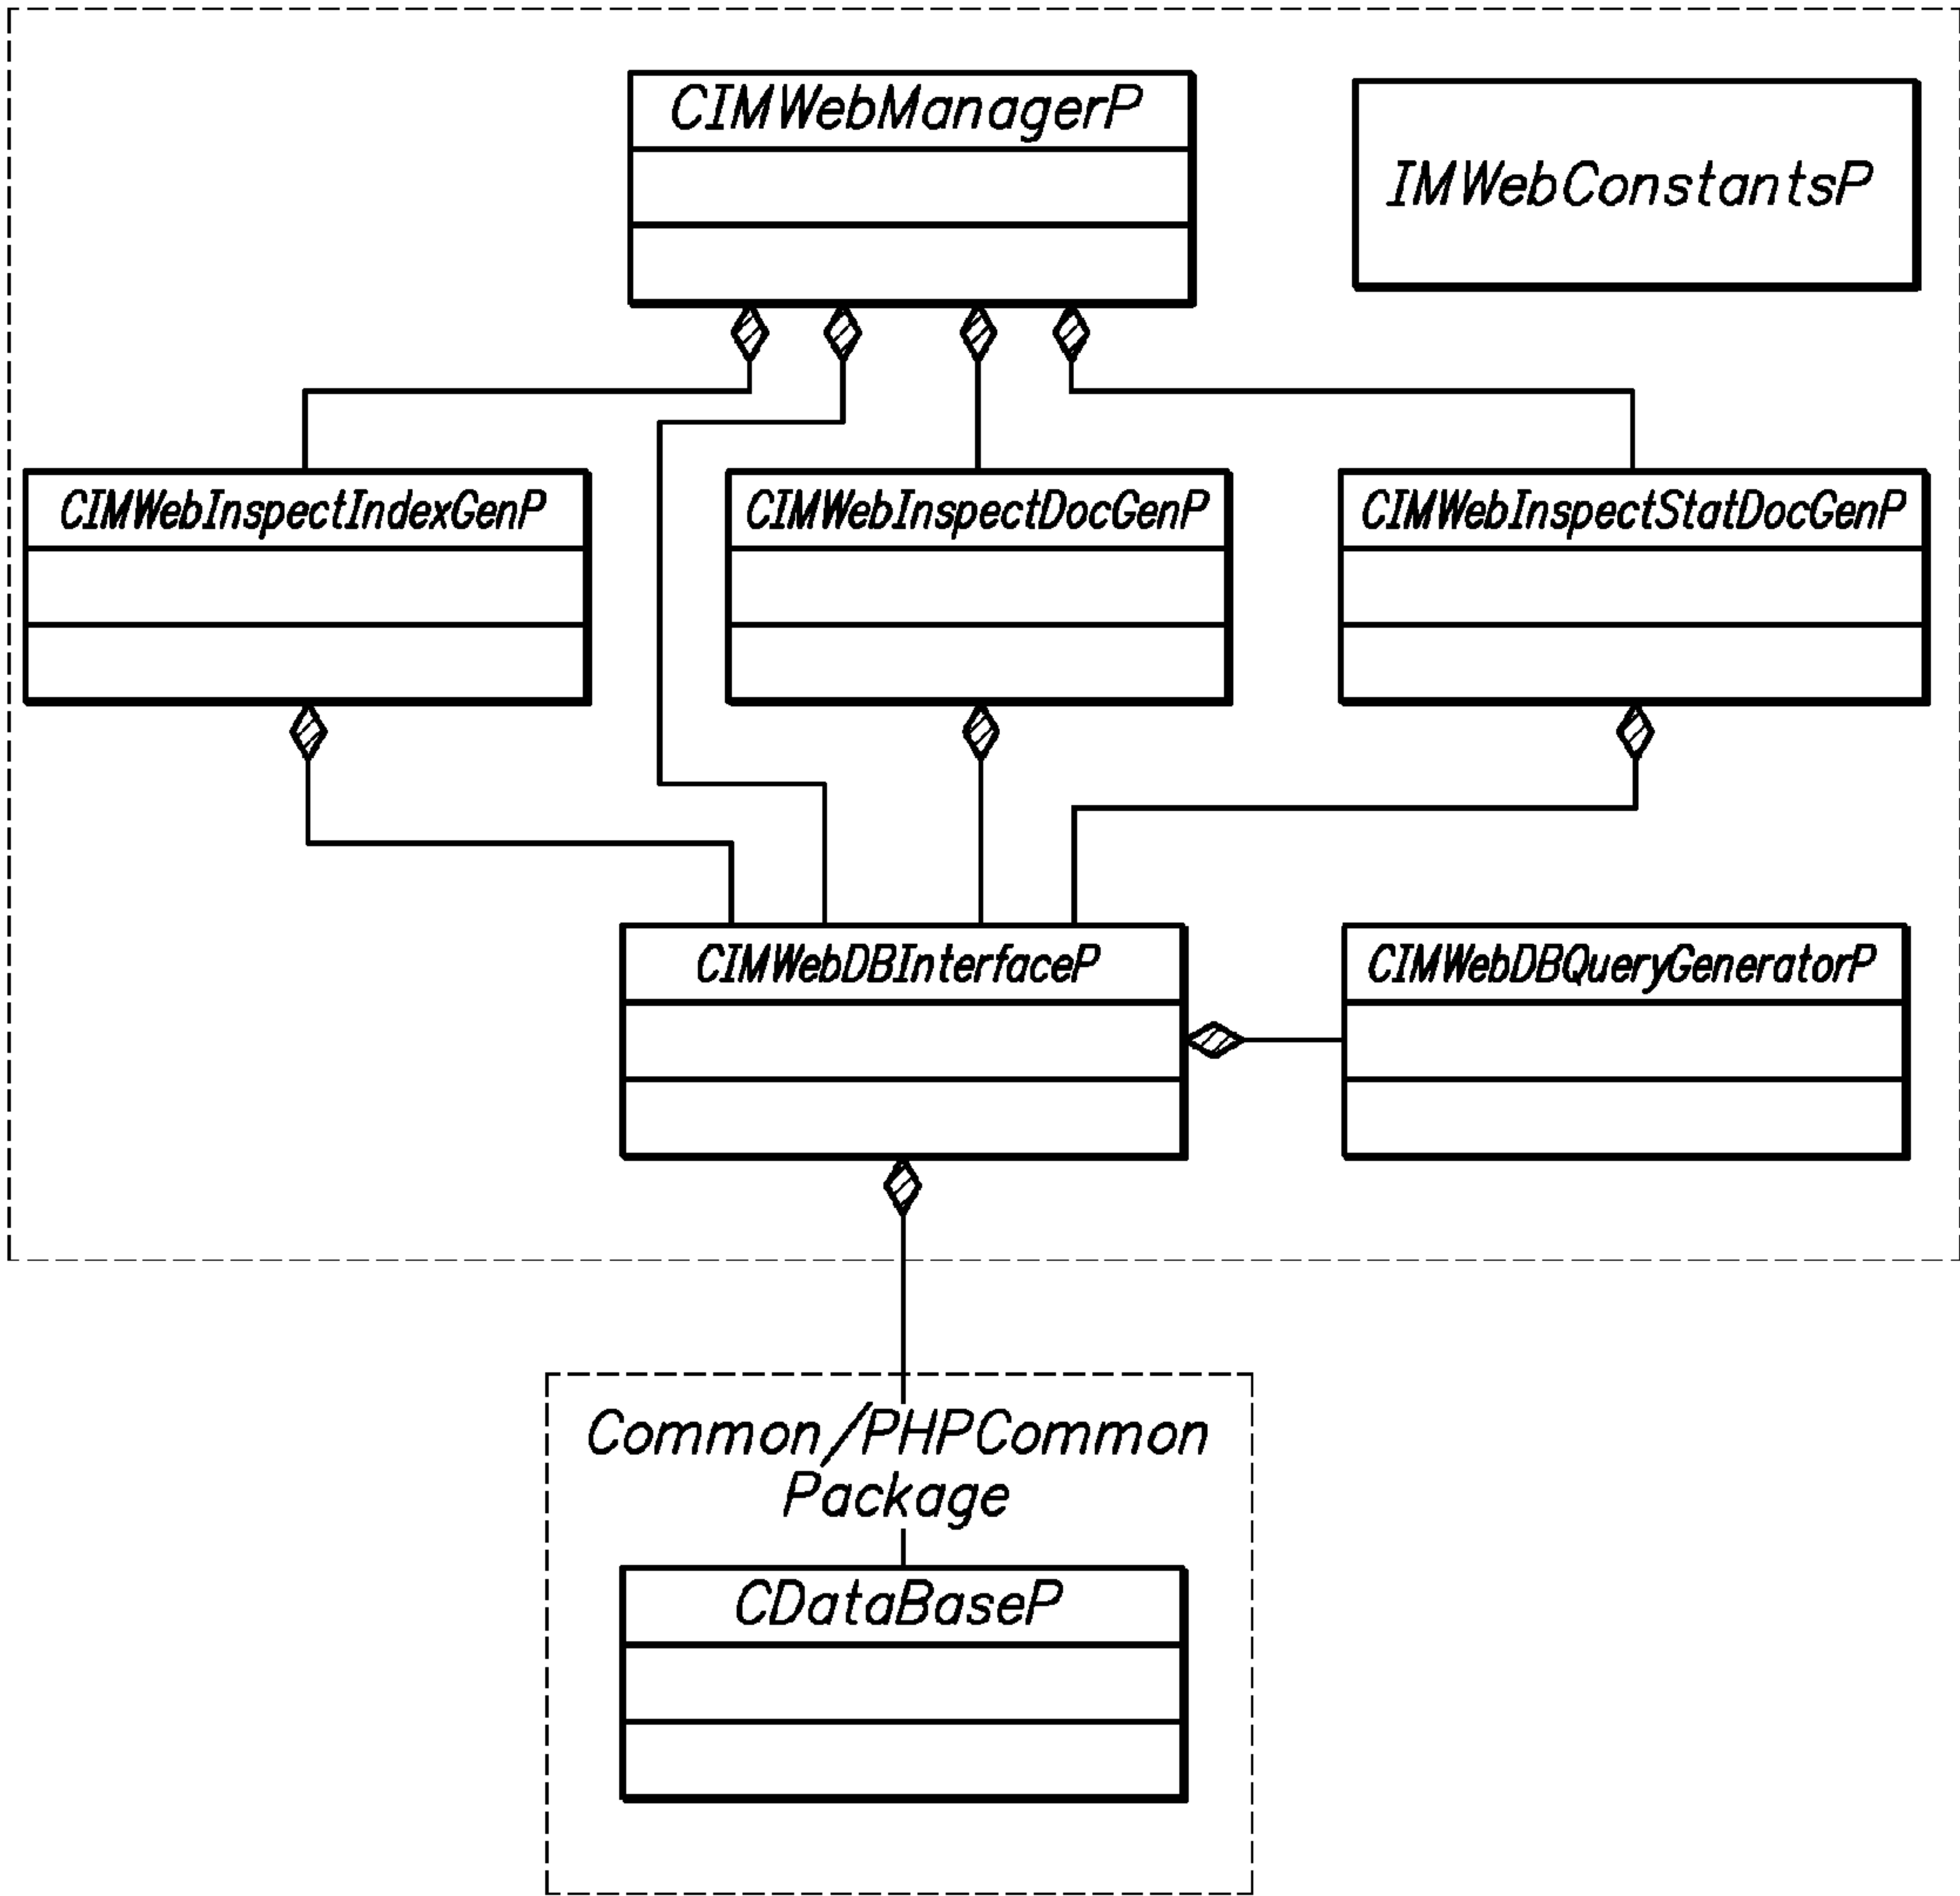 CIMWebManagerP
IMWebConstantsP
CIMWebInspectIndexGenP
CIMWebInspectDocGenP
CIMWebInspectStatDocGenP
CIMWebDBInterfaceP
CIMWebDBQueryGeneratorP
Common/PHPCommon
Package
CDataBaseP